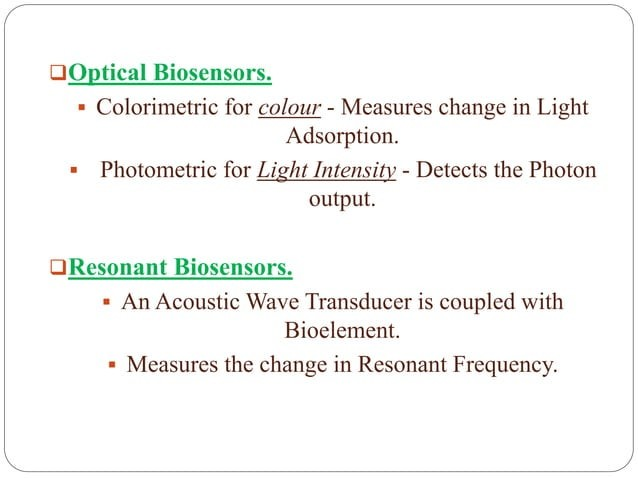 Optical Biosensors.
Colorimetric for colour - Measures change in Light
Adsorption.
Photometric for Light Intensity - Detects the Photon
output.
Resonant Biosensors.
An Acoustic Wave Transducer is coupled with
Bioelement.
Measures the change in Resonant Frequency.